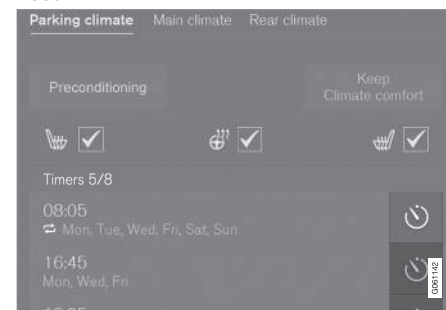 Parking climate Main climate Rear climate
Preconditioning
Keep
Climate comfort
Timers 5/8
08:05
Mon, Tue, Wed, Fri, Sat, Sun
16:45
Mon, Wed, Fri
G061142